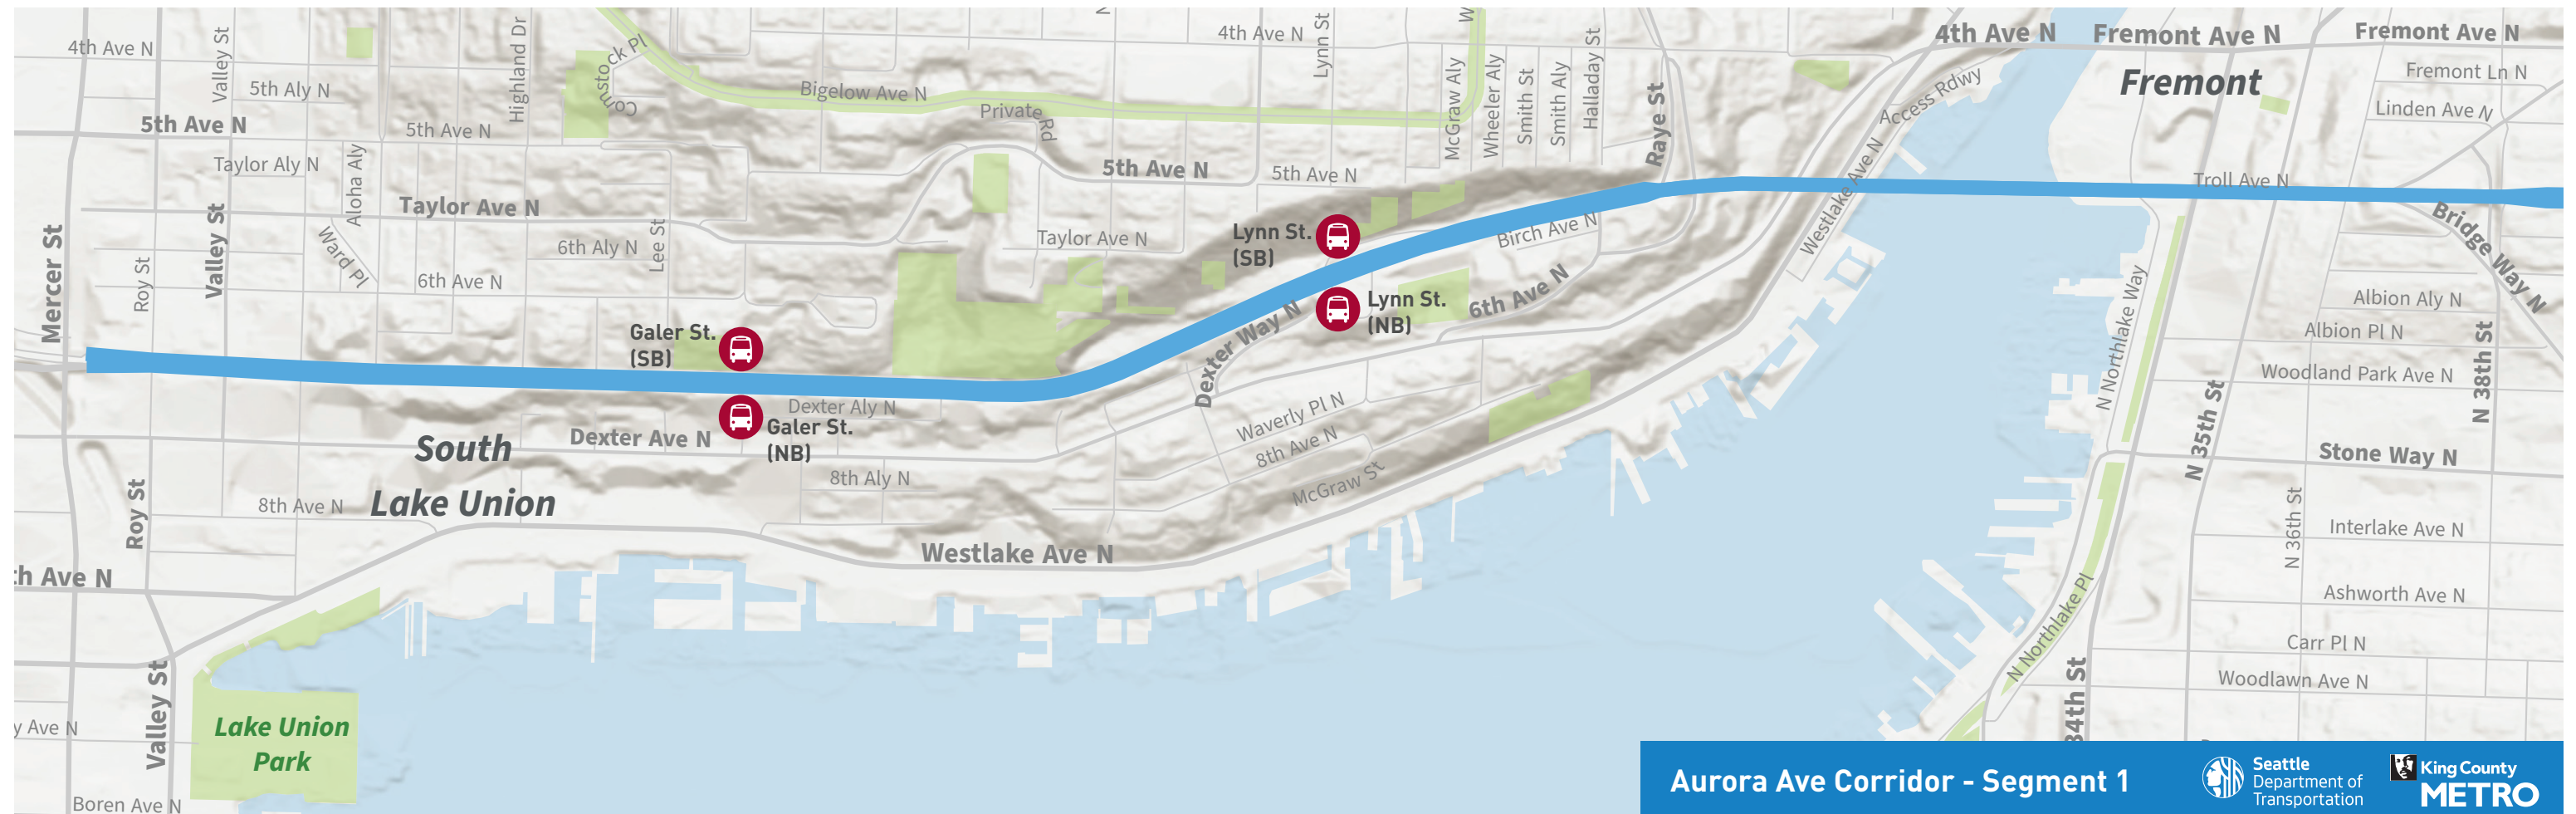 4th Ave N
Valley St
5th Aly N
Highland Dr
Comstock Pl
Bigelow Ave N
Private Rd
4th Ave N
Lynn St
McGraw Aly
Wheeler Aly
Smith St
Smith Aly
Halladay St
Raye St
4th Ave N
Fremont Ave N
Fremont Ave N
Fremont
Fremont Ln N
Linden Ave N
Access Rdwy
Westlake Ave N
Troll Ave N
Bridge Way N
5th Ave N
5th Ave N
5th Ave N
5th Ave N
Taylor Aly N
Aloha Aly
Taylor Ave N
Valley St
Ward Pl
6th Aly N
Lee St
6th Ave N
Taylor Ave N
Mercer St
Roy St
Galer St.
(SB)
Lynn St.
(SB)
Lynn St.
(NB)
Birch Ave N
6th Ave N
Dexter Way N
Dexter Aly N
Galer St.
(NB)
Dexter Ave N
South
Lake Union
8th Aly N
8th Ave N
Roy St
Waverly Pl N
8th Ave N
McGraw St
Westlake Ave N
N Northlake Way
N 35th St
Albion Aly N
Albion Pl N
Woodland Park Ave N
N 38th St
Stone Way N
N 36th St
Interlake Ave N
Ashworth Ave N
Carr Pl N
Woodlawn Ave N
N Northlake Pl
34th St
h Ave N
Valley St
Lake Union
Park
y Ave N
Boren Ave N
Aurora Ave Corridor - Segment 1
Seattle
Department of
Transportation
King County
METRO